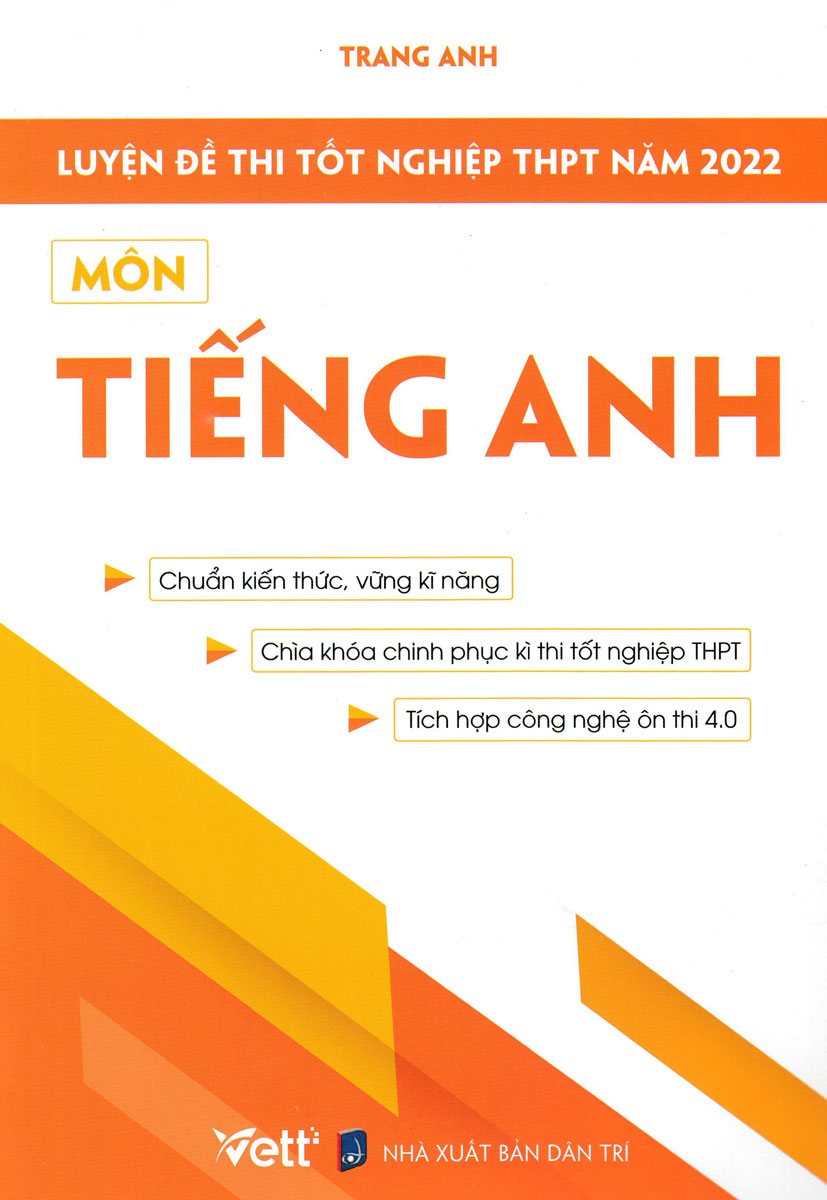 TRANG ANH
LUYỆN ĐỀ THI TỐT NGHIỆP THPT NĂM 2022
MÔN
TIẾNG ANH
Chuẩn kiến thức, vững kĩ năng
Chìa khóa chinh phục kì thi tốt nghiệp THPT
Tích hợp công nghệ ôn thi 4.0
Vett NHÀ XUẤT BẢN DÂN TRÍ